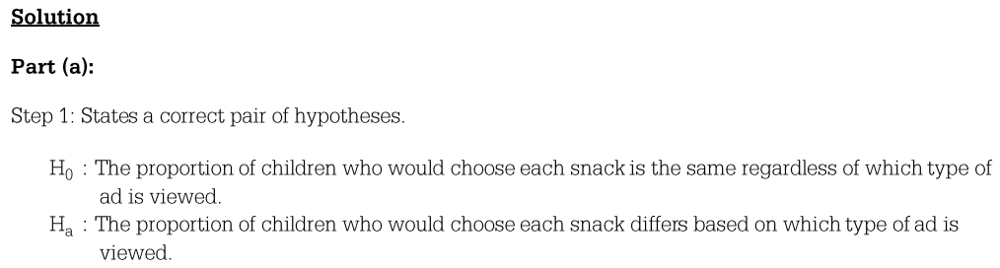 Solution
Part (a):
Step 1: States a correct pair of hypotheses.
H₀ : The proportion of children who would choose each snack is the same regardless of which type of
ad is viewed.
Hₐ : The proportion of children who would choose each snack differs based on which type of ad is
viewed.